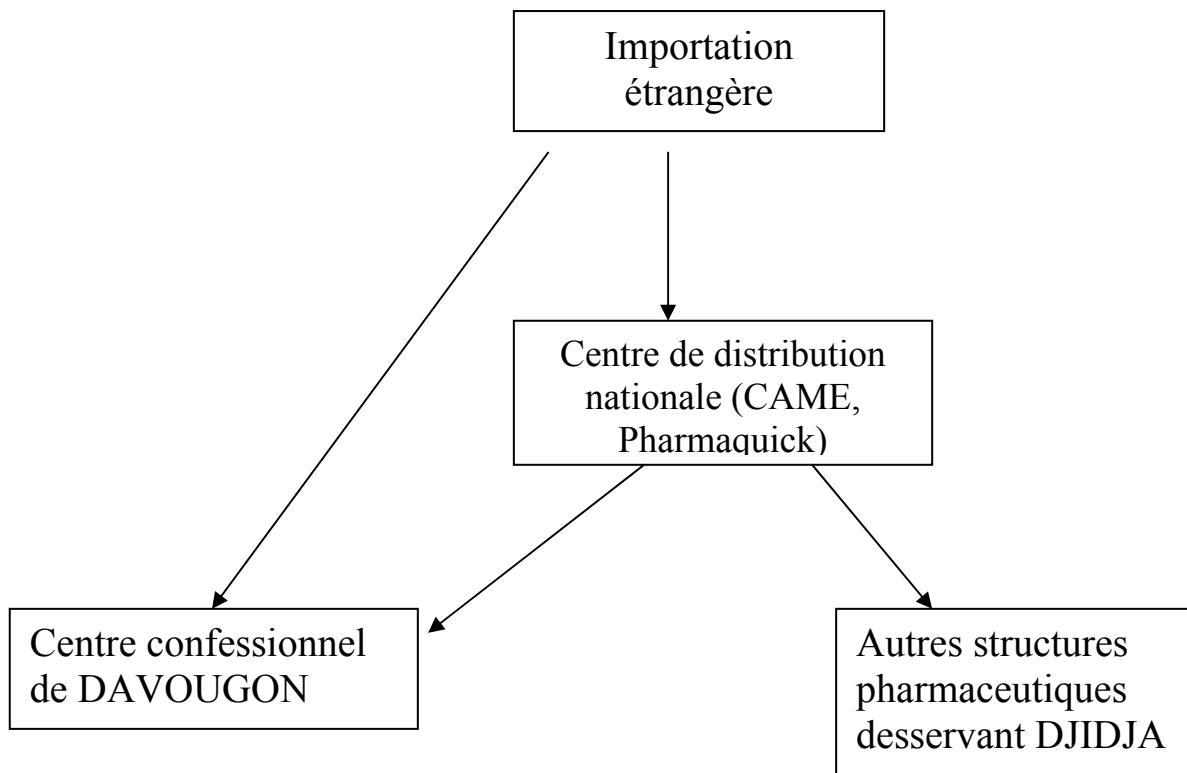 Importation
étrangère
Centre de distribution
nationale (CAME,
Pharmaquick)
Centre confessionnel
de DAVOUGON
Autres structures
pharmaceutiques
desservant DJIDJA